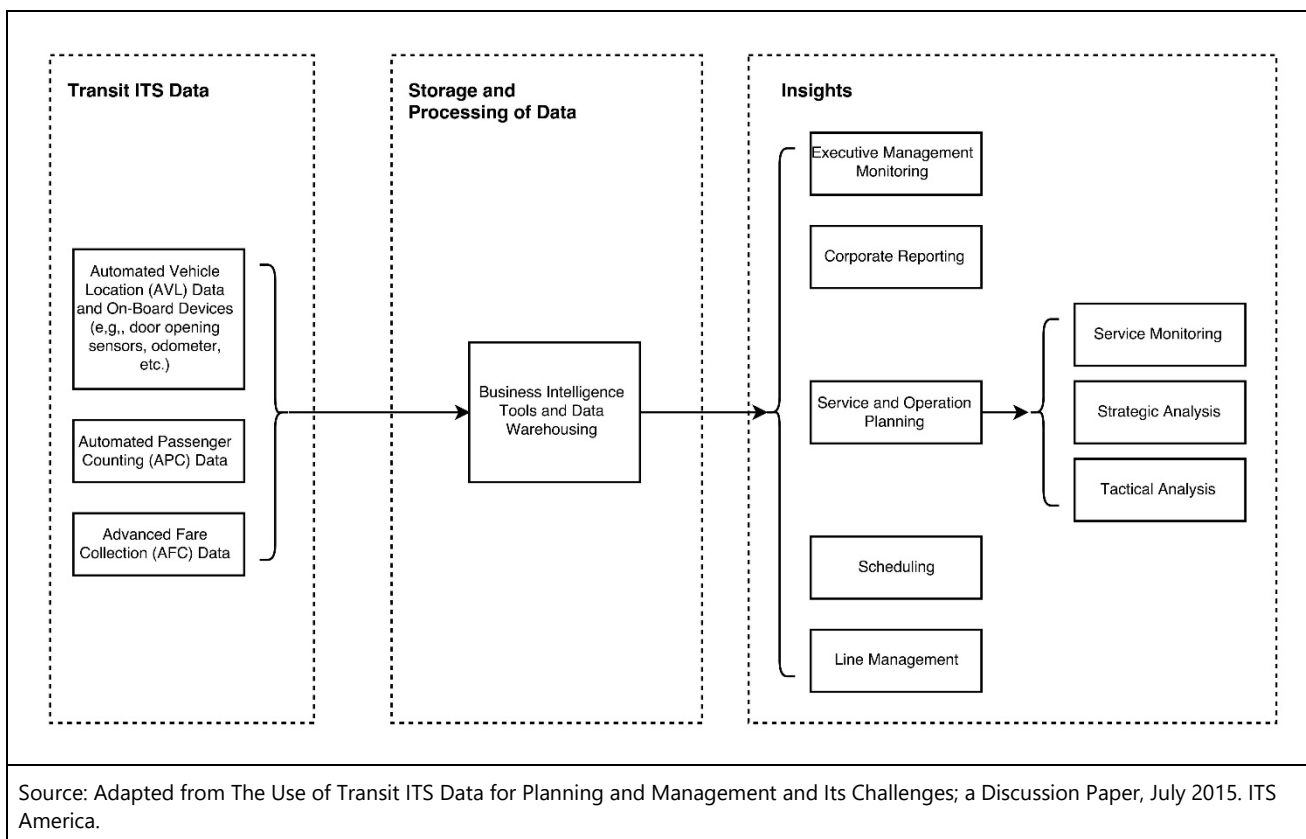 Transit ITS Data
Automated Vehicle
Location (AVL) Data
and On-Board Devices
(e,g,, door opening
sensors, odometer,
etc.)
Automated Passenger
Counting (APC) Data
Advanced Fare
Collection (AFC) Data
Storage and
Processing of Data
Business Intelligence
Tools and Data
Warehousing
Insights
Executive Management
Monitoring
Corporate Reporting
Service and Operation
Planning
Scheduling
Line Management
Service Monitoring
Strategic Analysis
Tactical Analysis
Source: Adapted from The Use of Transit ITS Data for Planning and Management and Its Challenges; a Discussion Paper, July 2015. ITS
America.